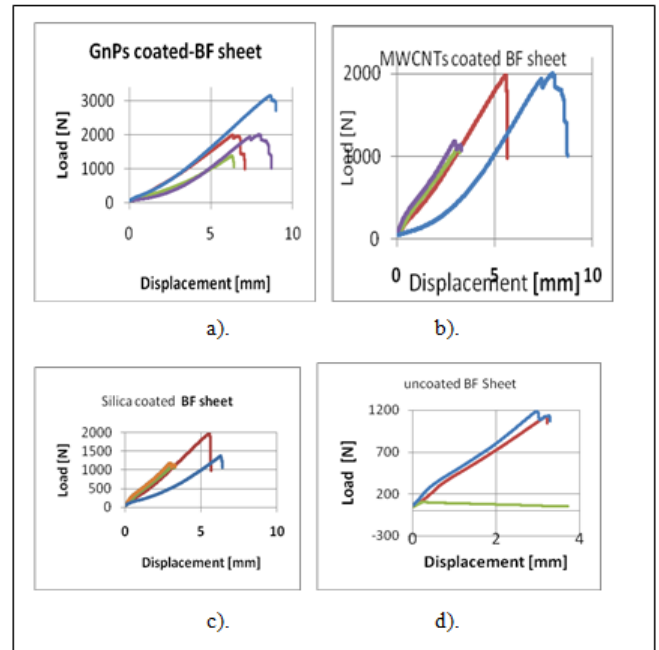 GnPs coated-BF sheet
Load [N]
3000
2000
1000
0
0 5 10
Displacement [mm]
a).
MWCNTs coated BF sheet
Load [N]
2000
1000
0
0 5 10
Displacement [mm]
b).
Silica coated BF sheet
Load [N]
2000
1500
1000
500
0
0 5 10
Displacement [mm]
c).
uncoated BF Sheet
Load [N]
1200
700
200
-300
0 2 4
Displacement [mm]
d).